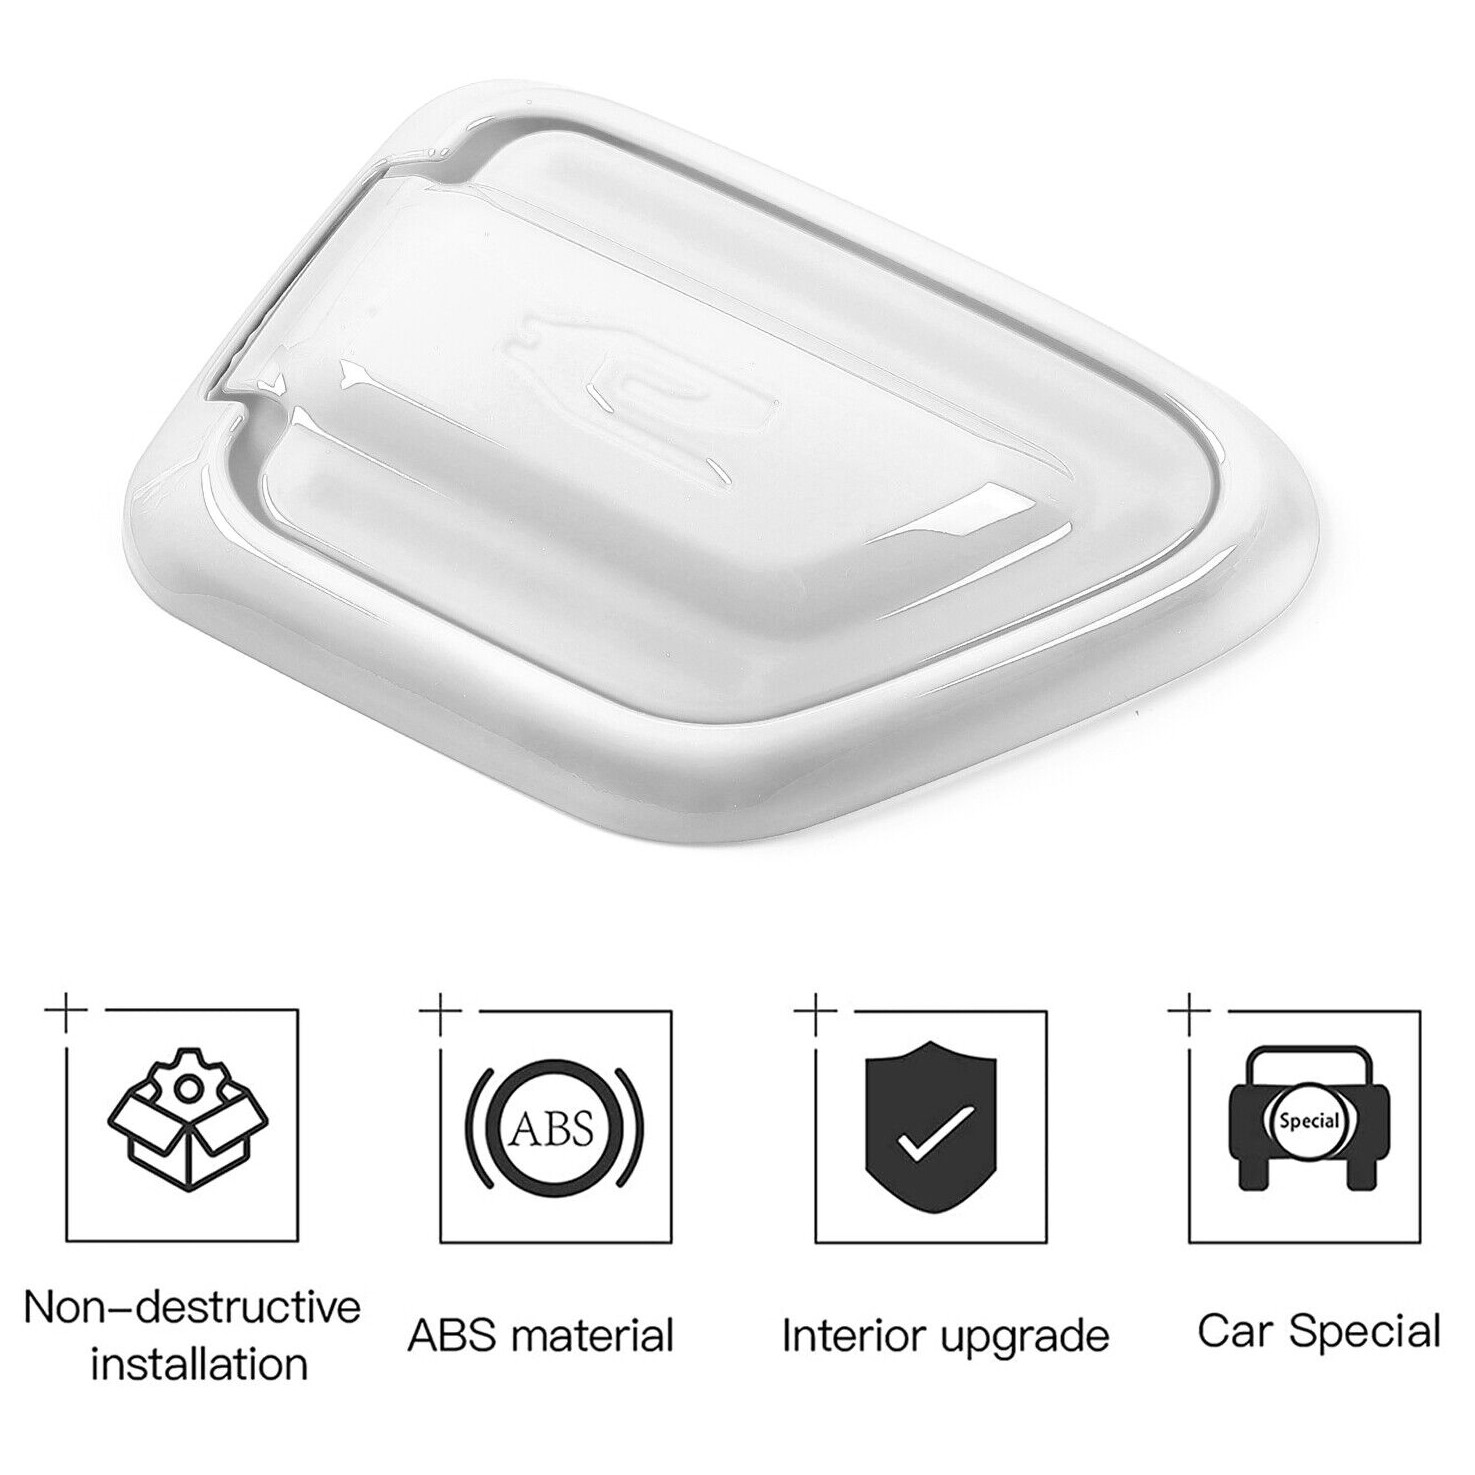 ABS
Special
Non-destructive
installation
ABS material
Interior upgrade
Car Special